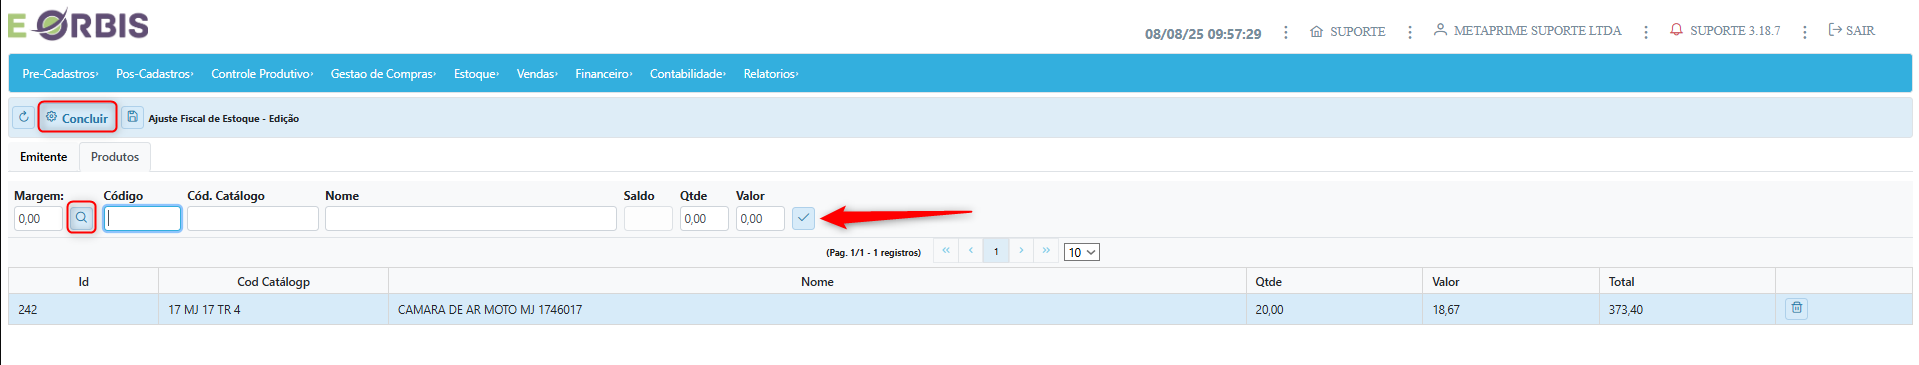 E ORBIS
08/08/25 09:57:29 SUPORTE METAPRIME SUPORTE LTDA SUPORTE 3.18.7 SAIR
Pre-Cadastros Pos-Cadastros Controle Produtivo Gestao de Compras Estoque Vendas Financeiro Contabilidade Relatorios
Concluir Ajuste Fiscal de Estoque - Edição
Emitente Produtos
Margem: Código Cód. Catálogo Nome Saldo Qtde Valor
0,00 0,00 0,00
(Pag. 1/1 - 1 registros) 1 10
Id Cod Catálogp Nome Qtde Valor Total
242 17 MJ 17 TR 4 CAMARA DE AR MOTO MJ 1746017 20,00 18,67 373,40